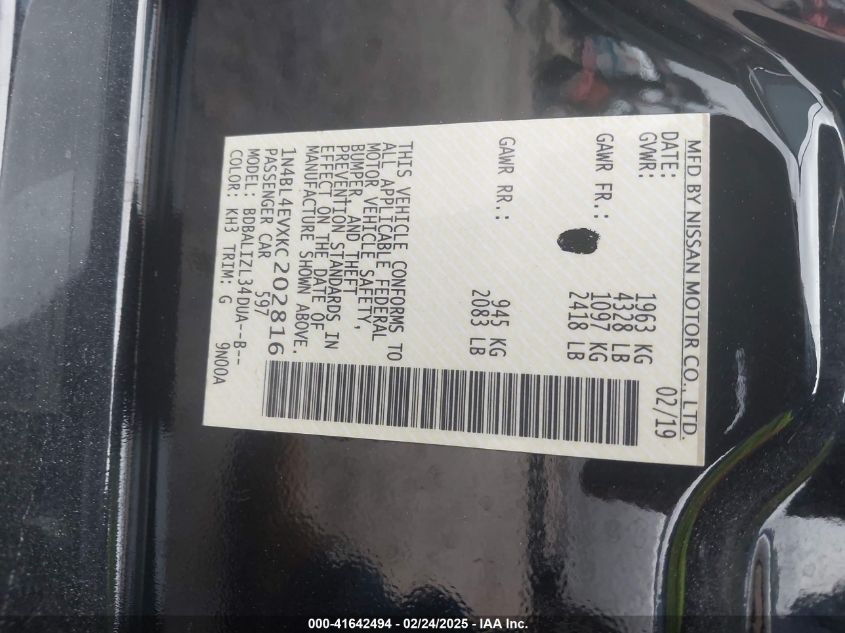 MFD BY NISSAN MOTOR CO., LTD.
DATE: 02/19
GVWR: 1963 KG
4328 LB
GAWR FR.: 1097 KG
2418 LB
GAWR RR.: 945 KG
2083 LB
THIS VEHICLE CONFORMS TO
ALL APPLICABLE FEDERAL
MOTOR VEHICLE SAFETY,
BUMPER, AND THEFT
PREVENTION STANDARDS IN
EFFECT ON THE DATE OF
MANUFACTURE SHOWN ABOVE.
1N4BL4EVXKC202816
PASSENGER CAR 597
MODEL: BDBALIZL34DUA--B--
COLOR: KH3 TRIM: G 9N00A
000-41642494 - 02/24/2025 - IAA Inc.